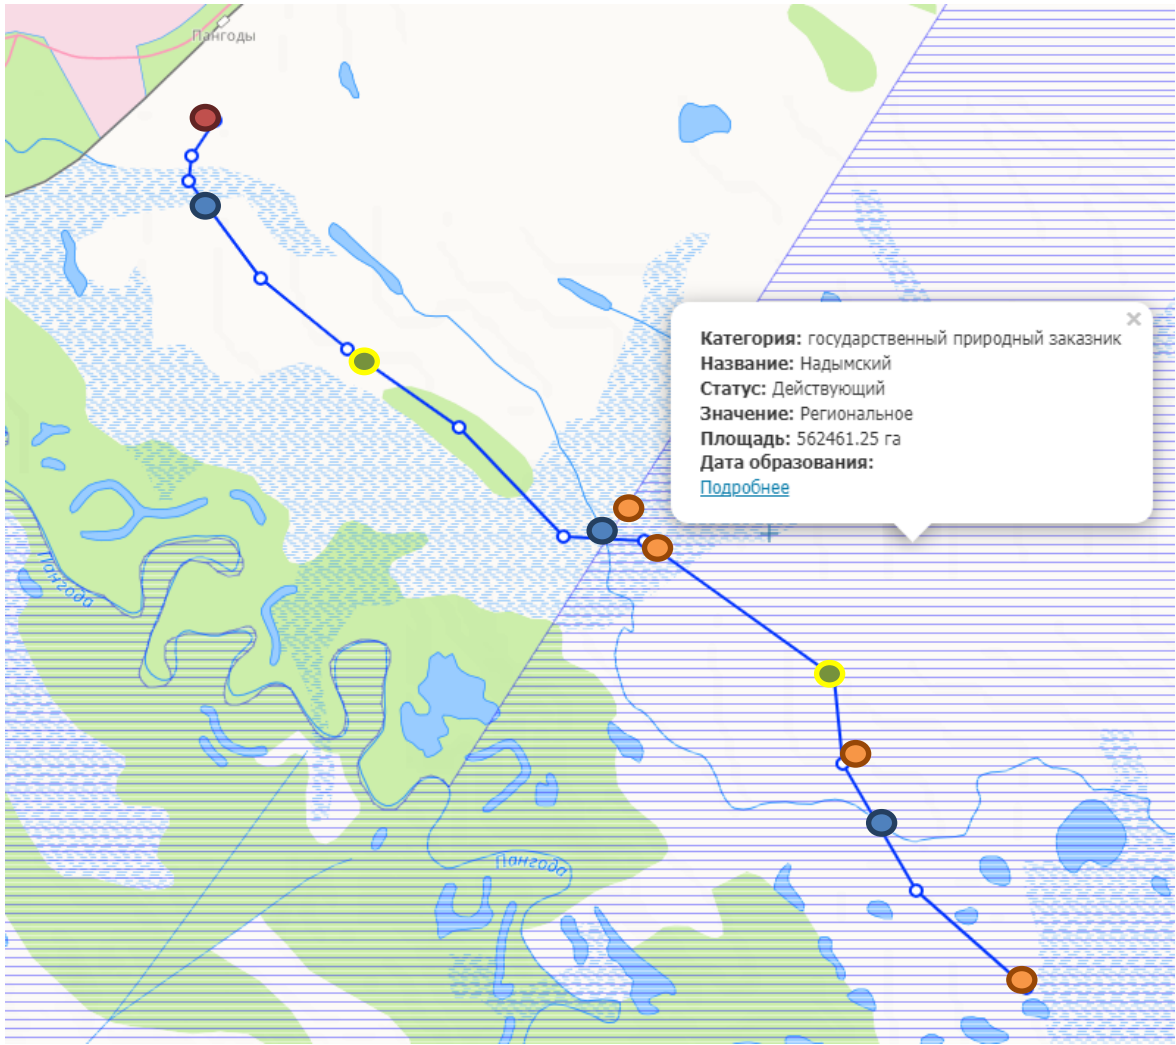 Пангоды
×
Категория: государственный природный заказник
Название: Надымский
Статус: Действующий
Значение: Региональное
Площадь: 562461.25 га
Дата образования:
Подробнее
Пангода
Пангода